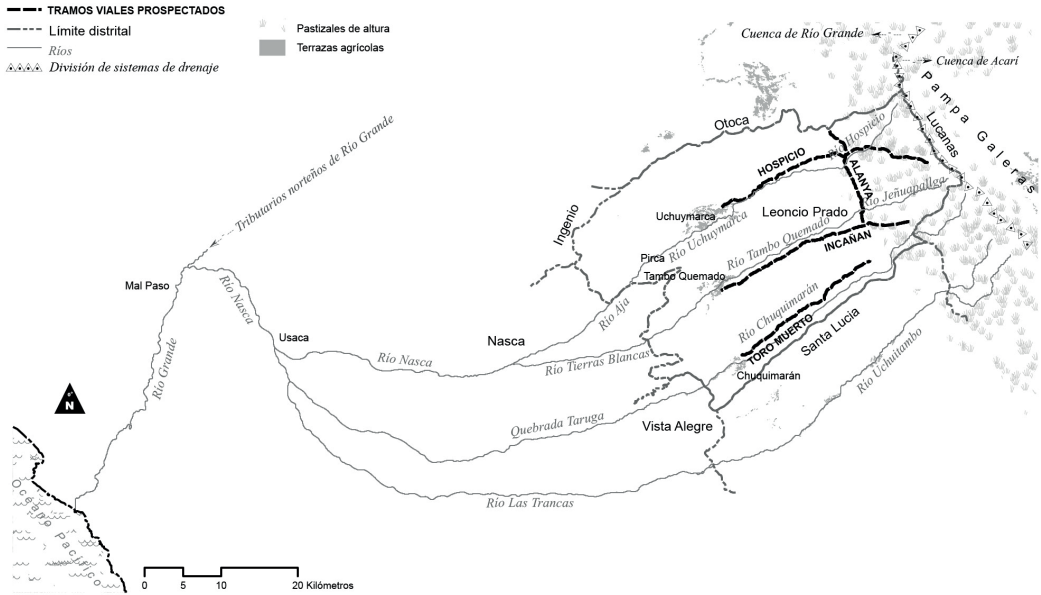 TRAMOS VIALES PROSPECTADOS
Límite distrital
Ríos
División de sistemas de drenaje
Pastizales de altura
Terrazas agrícolas
Cuenca de Río Grande
Cuenca de Acarí
Pampa Galeras
Lucanas
Otoca
Río Hospicio
HOSPICIO
ALANYA
Río Jeñuapallga
Tributarios norteños de Río Grande
Ingenio
Uchuymarca
Río Uchuymarca
Leoncio Prado
INCAÑAN
Río Tambo Quemado
Pirca
Tambo Quemado
Mal Paso
Río Nasca
Río Aja
Río Chuquimarán
TORO MUERTO
Santa Lucia
Usaca
Nasca
Río Nasca
Río Tierras Blancas
Río Grande
Chuquimarán
Río Uchuitambo
N
Quebrada Taruga
Vista Alegre
Río Las Trancas
Océano Pacífico
0 5 10 20 Kilómetros